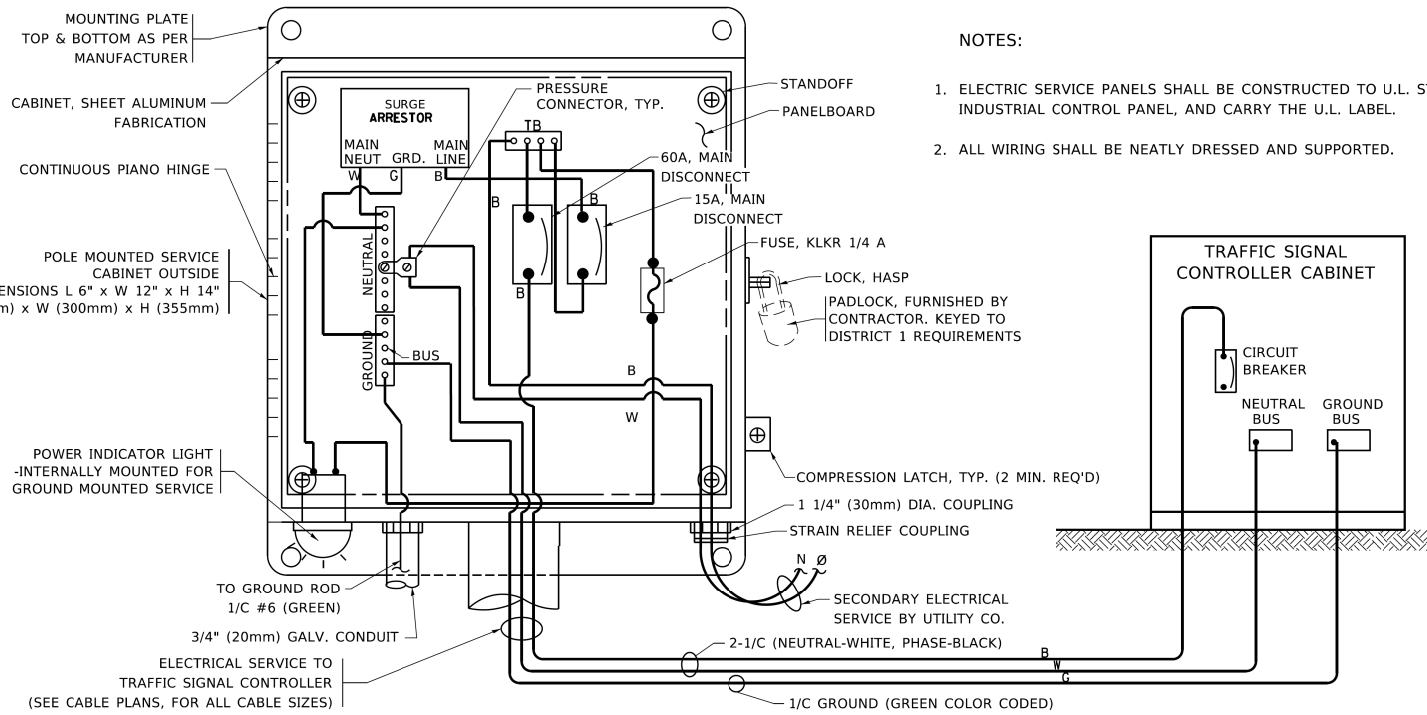 MOUNTING PLATE
TOP & BOTTOM AS PER
MANUFACTURER
CABINET, SHEET ALUMINUM
FABRICATION
CONTINUOUS PIANO HINGE
POLE MOUNTED SERVICE
CABINET OUTSIDE
ENSIONS L 6" x W 12" x H 14"
m) x W (300mm) x H (355mm)
POWER INDICATOR LIGHT
-INTERNALLY MOUNTED FOR
GROUND MOUNTED SERVICE
SURGE
ARRESTOR
MAIN
NEUT
GRD.
MAIN
LINE
W
G
B
PRESSURE
CONNECTOR, TYP.
TB
B
B
B
NEUTRAL
GROUND
BUS
STANDOFF
PANELBOARD
60A, MAIN
DISCONNECT
15A, MAIN
DISCONNECT
FUSE, KLKR 1/4 A
LOCK, HASP
PADLOCK, FURNISHED BY
CONTRACTOR. KEYED TO
DISTRICT 1 REQUIREMENTS
B
W
COMPRESSION LATCH, TYP. (2 MIN. REQ'D)
1 1/4" (30mm) DIA. COUPLING
STRAIN RELIEF COUPLING
N Ø
SECONDARY ELECTRICAL
SERVICE BY UTILITY CO.
TO GROUND ROD
1/C #6 (GREEN)
3/4" (20mm) GALV. CONDUIT
ELECTRICAL SERVICE TO
TRAFFIC SIGNAL CONTROLLER
(SEE CABLE PLANS, FOR ALL CABLE SIZES)
2-1/C (NEUTRAL-WHITE, PHASE-BLACK)
B
W
G
1/C GROUND (GREEN COLOR CODED)
NOTES:
1. ELECTRIC SERVICE PANELS SHALL BE CONSTRUCTED TO U.L.
INDUSTRIAL CONTROL PANEL, AND CARRY THE U.L. LABEL.
2. ALL WIRING SHALL BE NEATLY DRESSED AND SUPPORTED.
TRAFFIC SIGNAL
CONTROLLER CABINET
CIRCUIT
BREAKER
NEUTRAL
BUS
GROUND
BUS